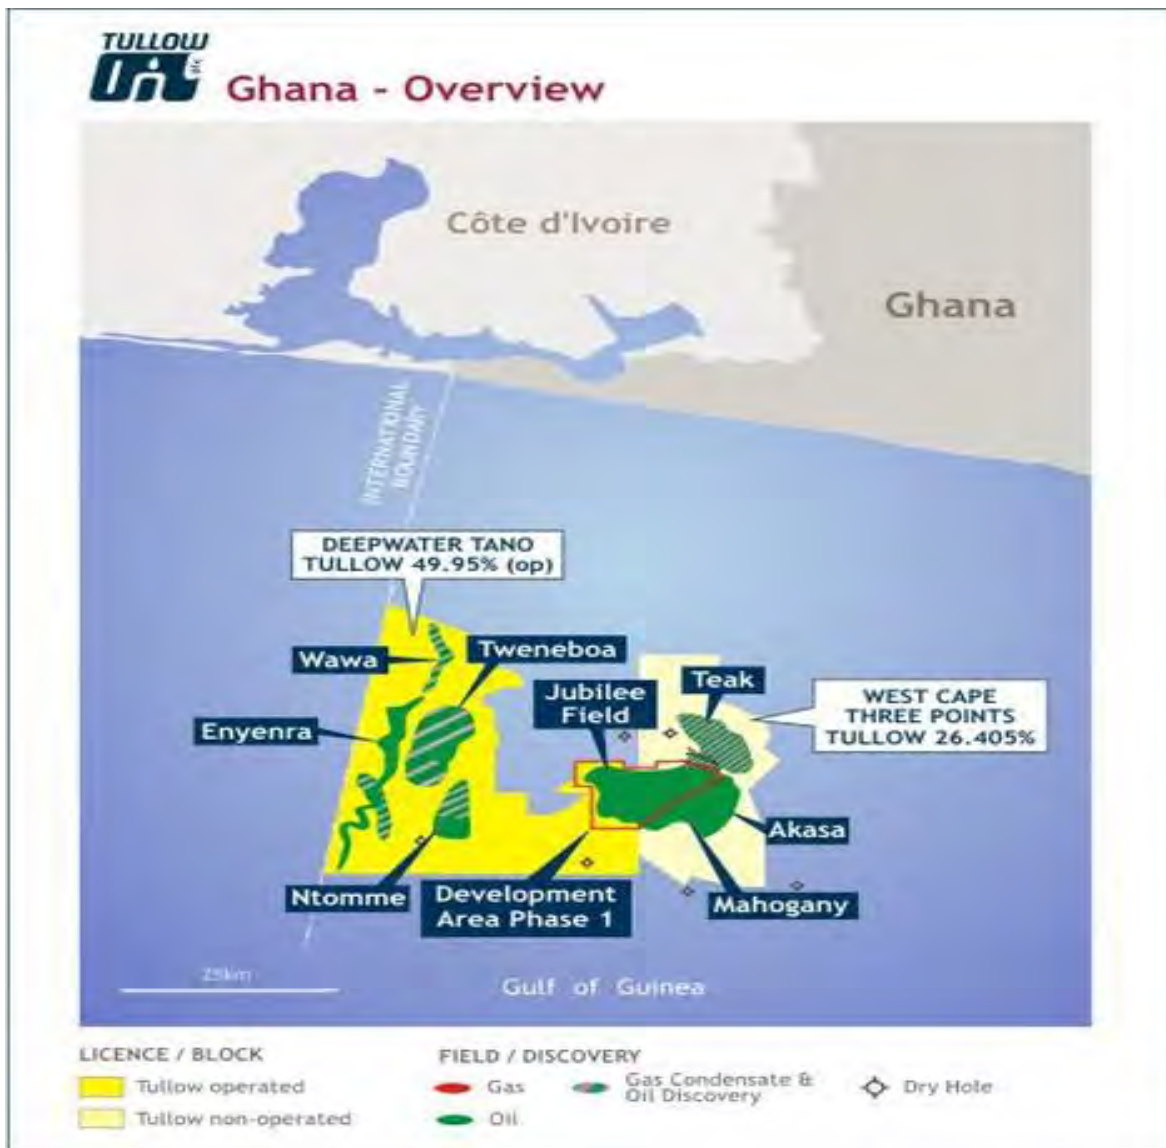 TULLOW
Oil plc
Ghana - Overview
Côte d'Ivoire
Ghana
INTERNATIONAL
BOUNDARY
DEEPWATER TANO
TULLOW 49.95% (op)
Wawa
Tweneboa
Jubilee
Field
Teak
WEST CAPE
THREE POINTS
TULLOW 26.405%
Enyenra
Akasa
Ntomme
Development
Area Phase 1
Mahogany
25km
Gulf of Guinea
LICENCE / BLOCK
Tullow operated
Tullow non-operated
FIELD / DISCOVERY
Gas
Oil
Gas Condensate &
Oil Discovery
Dry Hole